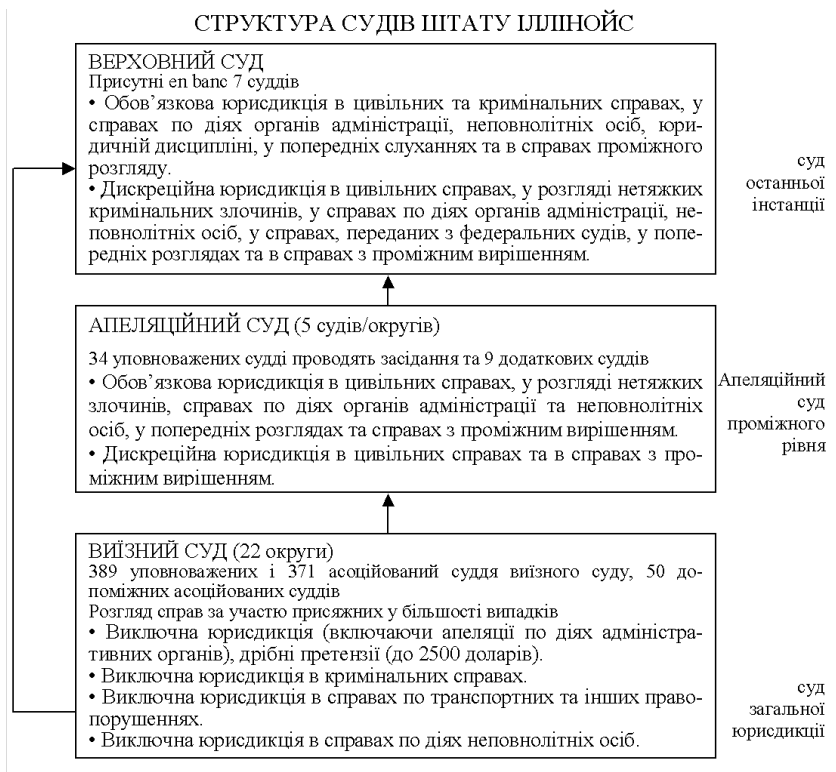 СТРУКТУРА СУДІВ ШТАТУ ІЛЛІНОЙС
ВЕРХОВНИЙ СУД
Присутні en banc 7 суддів
• Обов’язкова юрисдикція в цивільних та кримінальних справах, у
справах по діях органів адміністрації, неповнолітніх осіб, юри-
дичній дисципліні, у попередніх слуханнях та в справах проміжного
розгляду.
• Дискреційна юрисдикція в цивільних справах, у розгляді нетяжких
кримінальних злочинів, у справах по діях органів адміністрації, не-
повнолітніх осіб, у справах, переданих з федеральних судів, у попе-
редніх розглядах та в справах з проміжним вирішенням.
суд
останньої
інстанції
АПЕЛЯЦІЙНИЙ СУД (5 судів/округів)
34 уповноважених судді проводять засідання та 9 додаткових суддів
• Обов’язкова юрисдикція в цивільних справах, у розгляді нетяжких
злочинів, справах по діях органів адміністрації та неповнолітніх
осіб, у попередніх розглядах та справах з проміжним вирішенням.
• Дискреційна юрисдикція в цивільних справах та в справах з про-
міжним вирішенням.
Апеляційний
суд
проміжного
рівня
ВИЇЗНИЙ СУД (22 округи)
389 уповноважених і 371 асоційований суддя виїзного суду, 50 до-
поміжних асоційованих суддів
Розгляд справ за участю присяжних у більшості випадків
• Виключна юрисдикція (включаючи апеляції по діях адміністра-
тивних органів), дрібні претензії (до 2500 доларів).
• Виключна юрисдикція в кримінальних справах.
• Виключна юрисдикція в справах по транспортних та інших право-
порушеннях.
• Виключна юрисдикція в справах по діях неповнолітніх осіб.
суд
загальної
юрисдикції